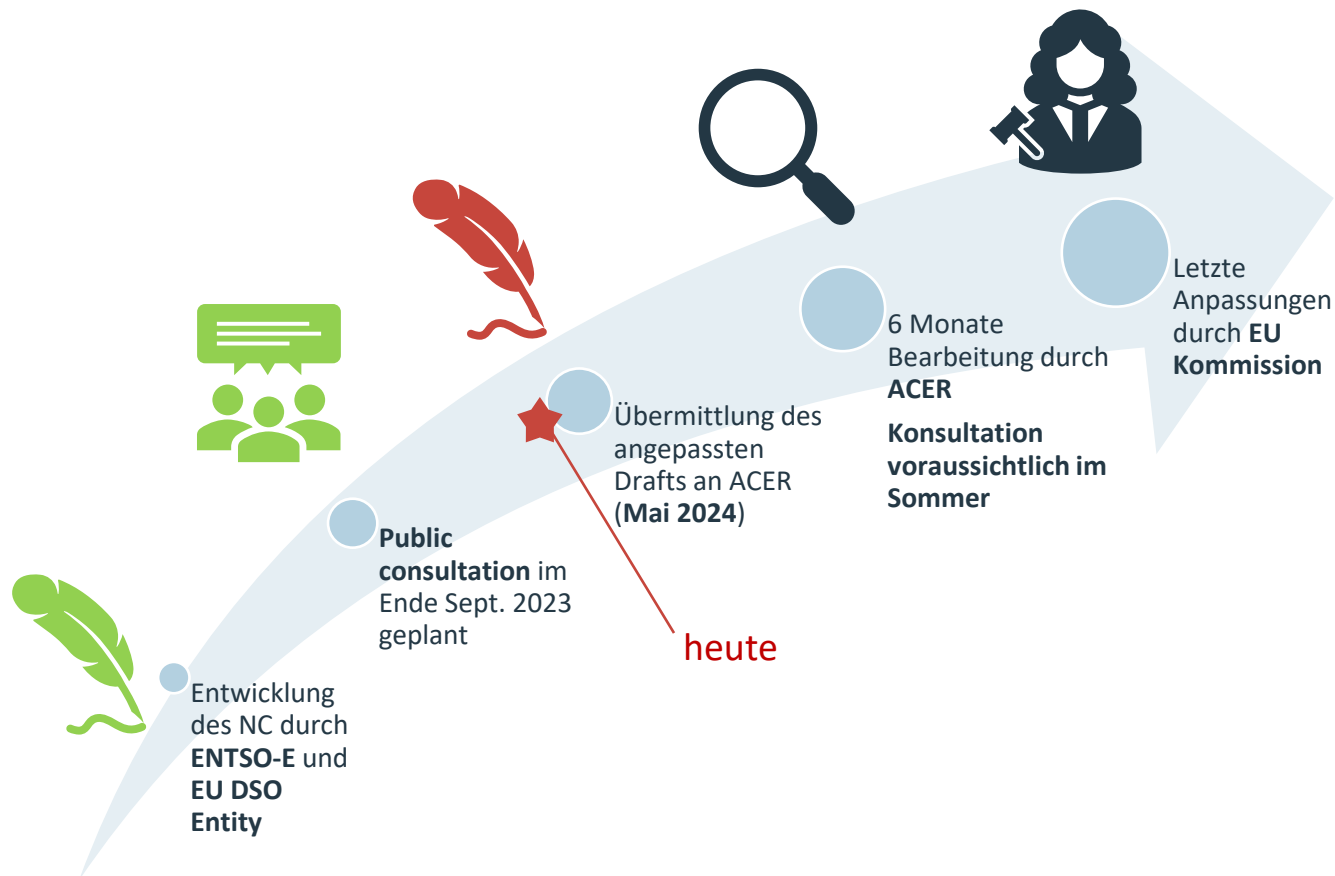 Entwicklung
des NC durch
ENTSO-E und
EU DSO
Entity
Public
consultation im
Ende Sept. 2023
geplant
heute
Übermittlung des
angepassten
Drafts an ACER
(Mai 2024)
6 Monate
Bearbeitung durch
ACER
Konsultation
voraussichtlich im
Sommer
Letzte
Anpassungen
durch EU
Kommission